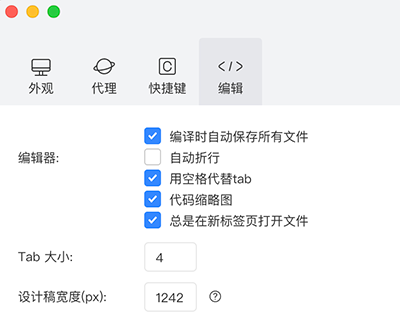 外观 代理 快捷键 编辑
编译时自动保存所有文件
编辑器: 自动折行
用空格代替tab
代码缩略图
总是在新标签页打开文件
Tab 大小: 4
设计稿宽度(px): 1242